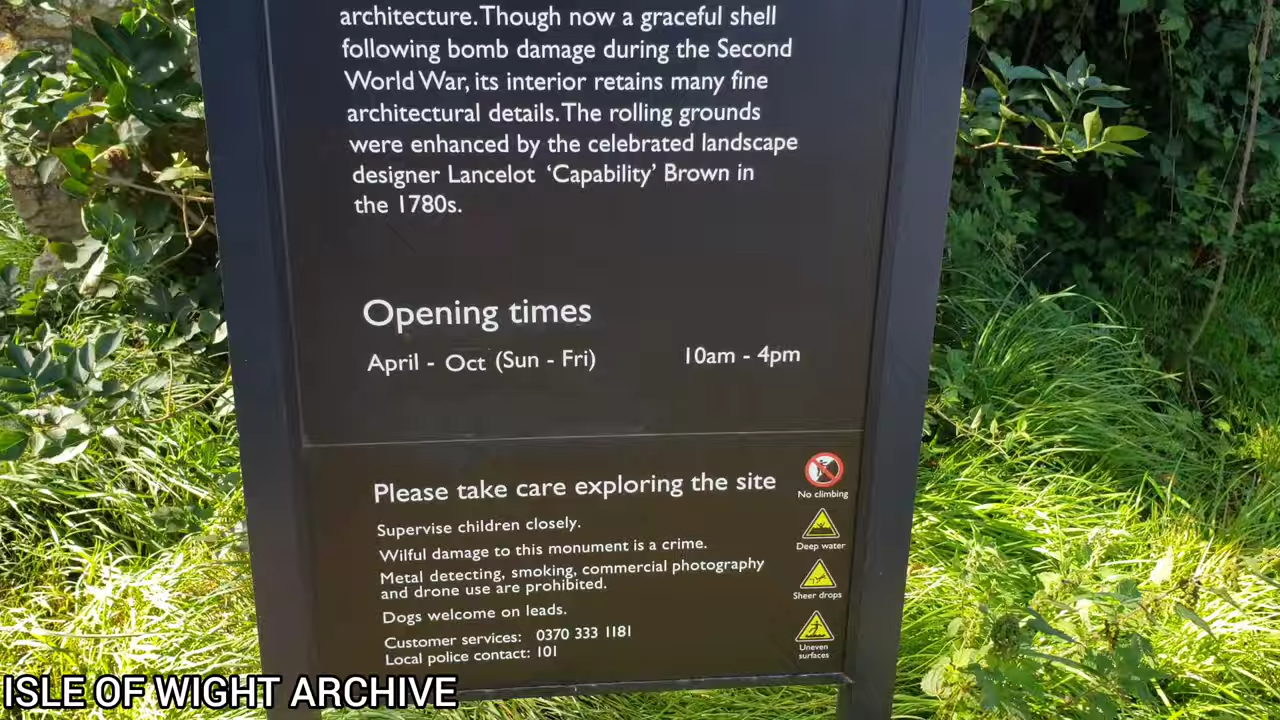 architecture. Though now a graceful shell
following bomb damage during the Second
World War, its interior retains many fine
architectural details. The rolling grounds
were enhanced by the celebrated landscape
designer Lancelot ‘Capability’ Brown in
the 1780s.
Opening times
April - Oct (Sun - Fri) 10am - 4pm
Please take care exploring the site
Supervise children closely.
Wilful damage to this monument is a crime.
Metal detecting, smoking, commercial photography
and drone use are prohibited.
Dogs welcome on leads.
Customer services: 0370 333 1181
Local police contact: 101
No climbing
Deep water
Sheer drops
Uneven
surfaces
ISLE OF WIGHT ARCHIVE